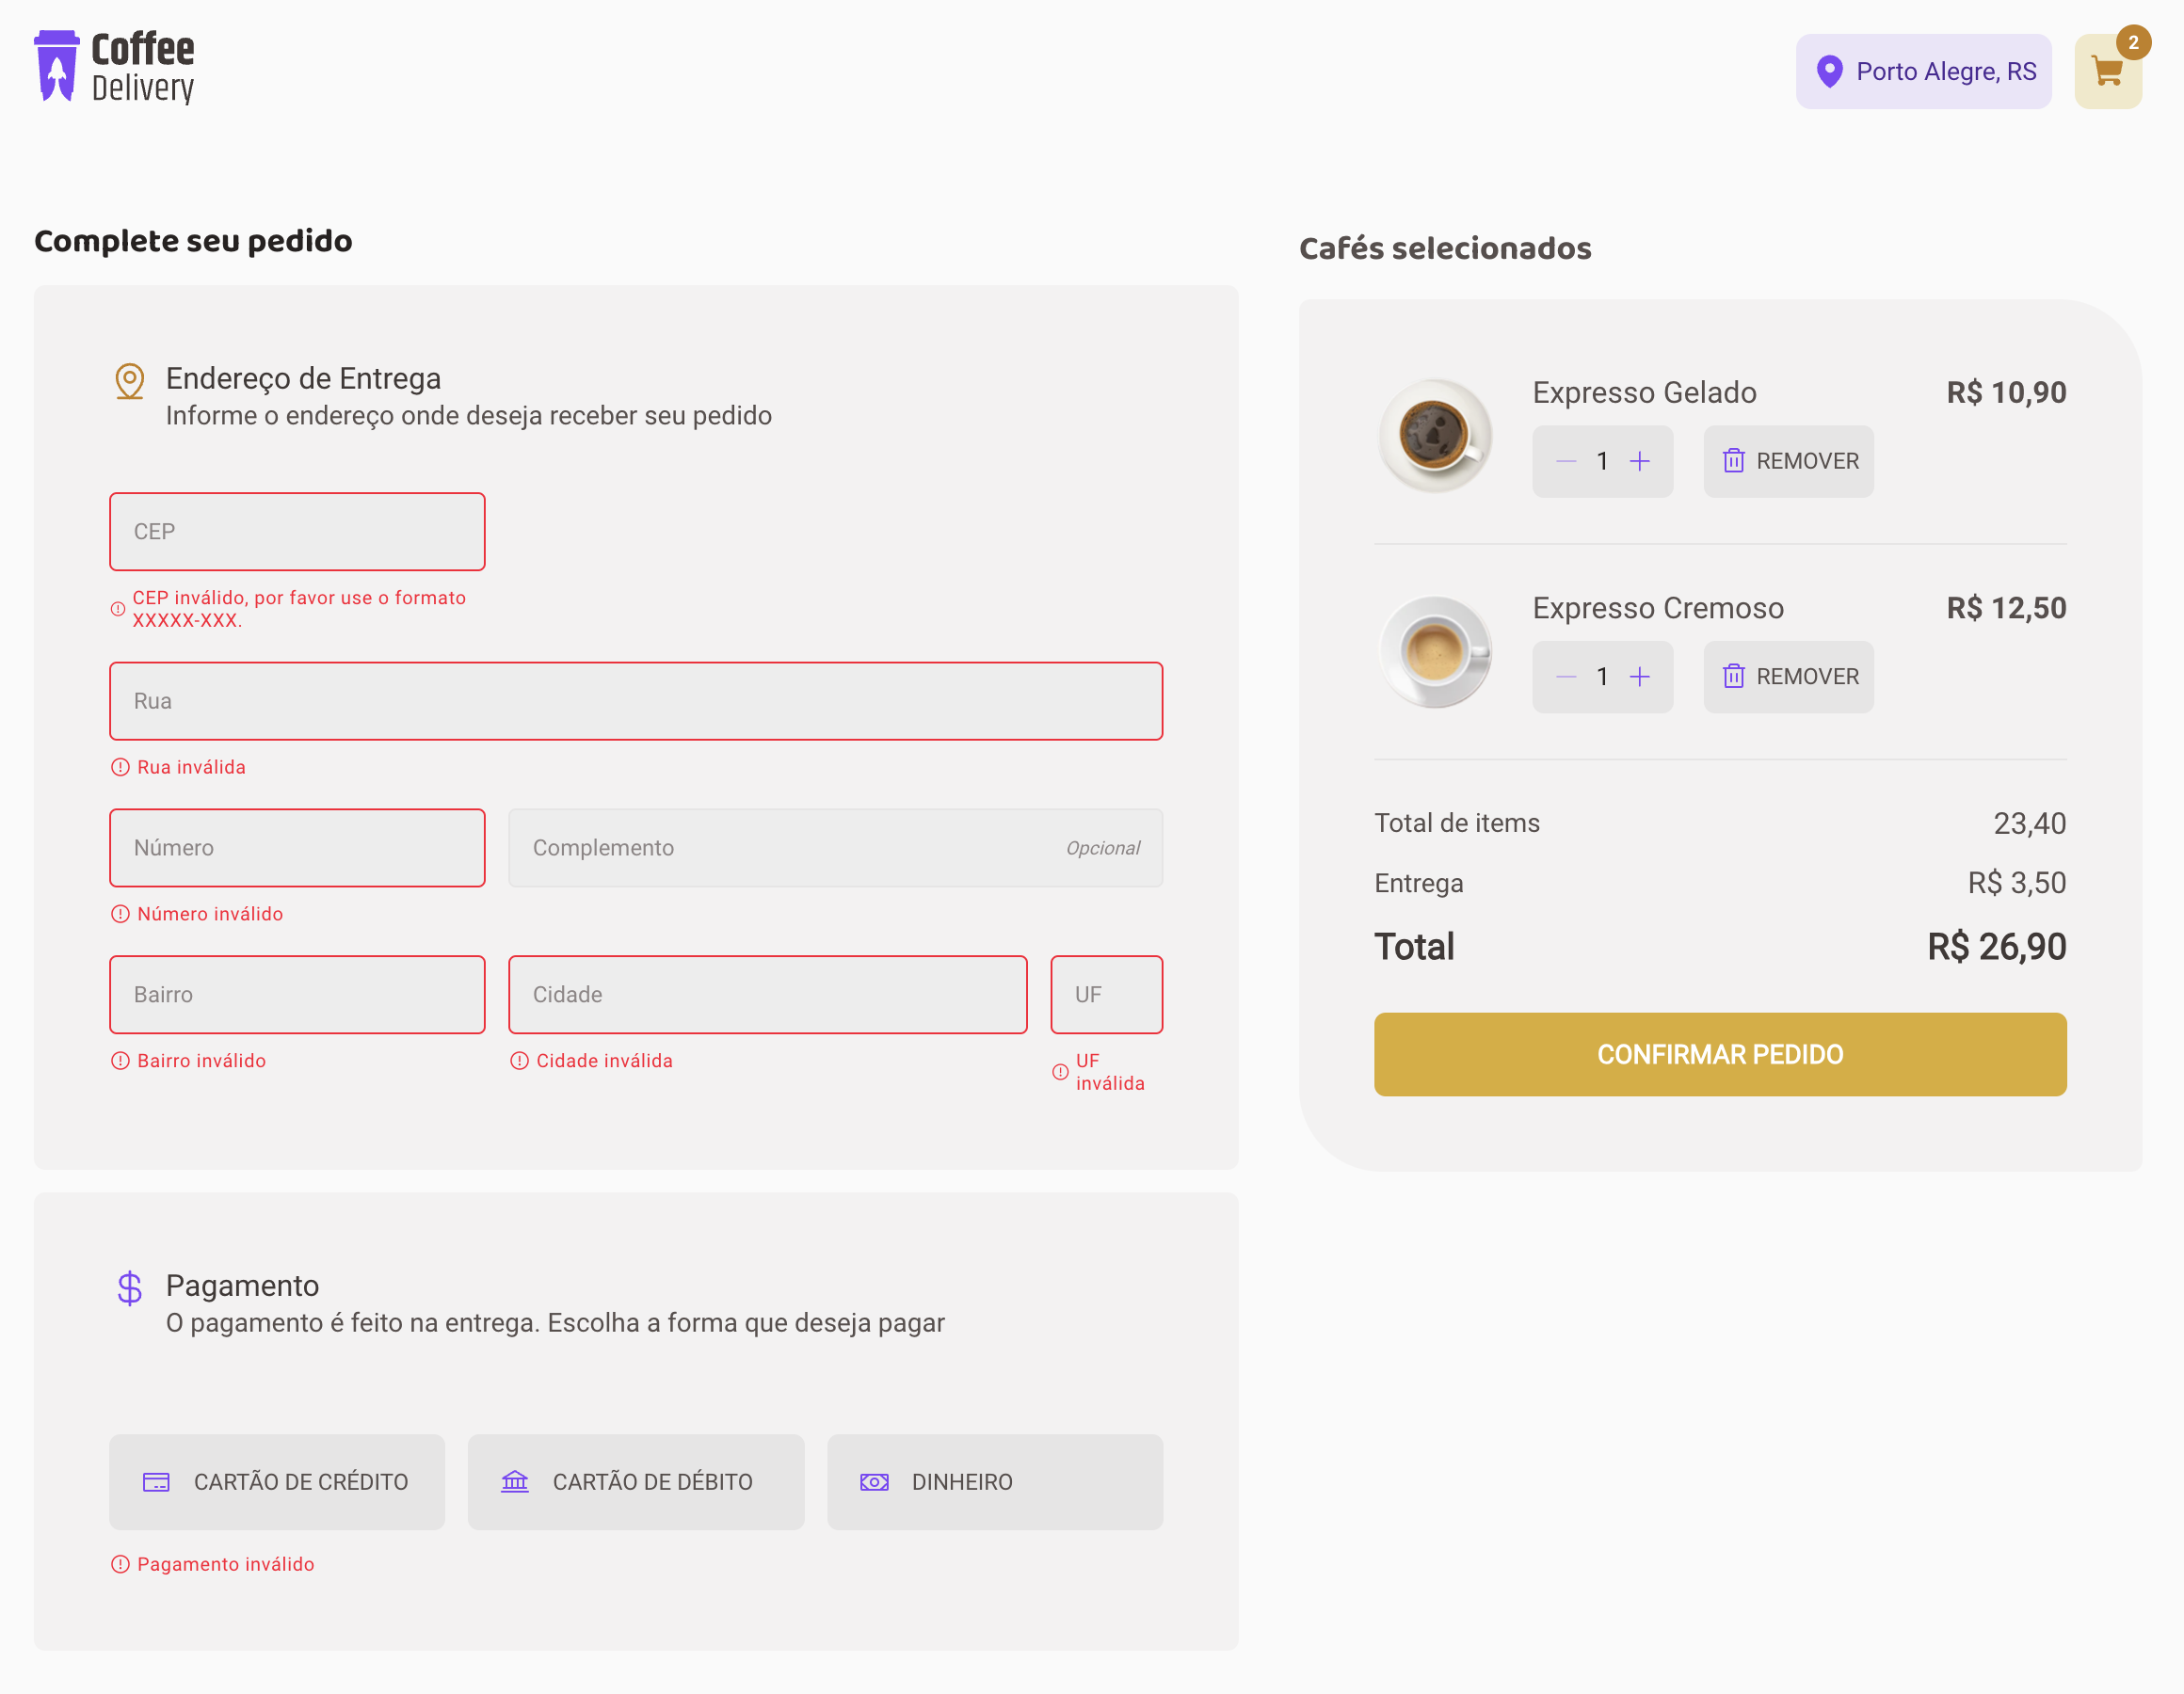 Coffee
Delivery
Porto Alegre, RS
2
Complete seu pedido
Endereço de Entrega
Informe o endereço onde deseja receber seu pedido
CEP
CEP inválido, por favor use o formato
XXXXX-XXX.
Rua
Rua inválida
Número
Complemento
Opcional
Número inválido
Bairro
Cidade
UF
Bairro inválido
Cidade inválida
UF
inválida
Pagamento
O pagamento é feito na entrega. Escolha a forma que deseja pagar
CARTÃO DE CRÉDITO
CARTÃO DE DÉBITO
DINHEIRO
Pagamento inválido
Cafés selecionados
Expresso Gelado
R$ 10,90
1
REMOVER
Expresso Cremoso
R$ 12,50
1
REMOVER
Total de items
23,40
Entrega
R$ 3,50
Total
R$ 26,90
CONFIRMAR PEDIDO